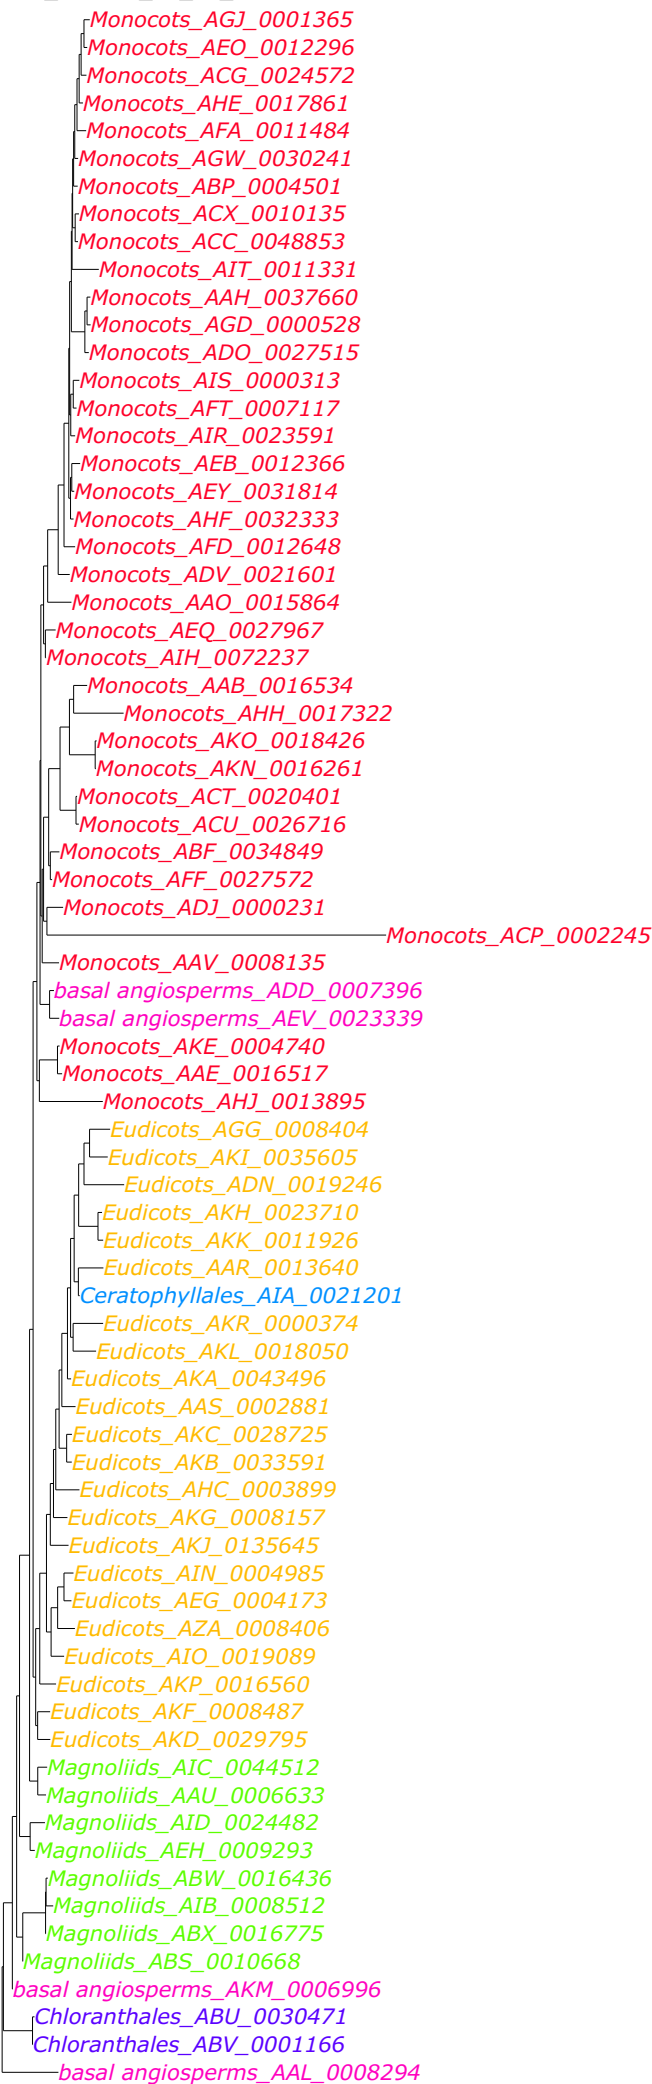 Monocots_AGJ_0001365
Monocots_AEO_0012296
Monocots_ACG_0024572
Monocots_AHE_0017861
Monocots_AFA_0011484
Monocots_AGW_0030241
Monocots_ABP_0004501
Monocots_ACX_0010135
Monocots_ACC_0048853
Monocots_AIT_0011331
Monocots_AAH_0037660
Monocots_AGD_0000528
Monocots_ADO_0027515
Monocots_AIS_0000313
Monocots_AFT_0007117
Monocots_AIR_0023591
Monocots_AEB_0012366
Monocots_AEY_0031814
Monocots_AHF_0032333
Monocots_AFD_0012648
Monocots_ADV_0021601
Monocots_AAO_0015864
Monocots_AEQ_0027967
Monocots_AIH_0072237
Monocots_AAB_0016534
Monocots_AHH_0017322
Monocots_AKO_0018426
Monocots_AKN_0016261
Monocots_ACT_0020401
Monocots_ACU_0026716
Monocots_ABF_0034849
Monocots_AFF_0027572
Monocots_ADJ_0000231
Monocots_ACP_0002245
Monocots_AAV_0008135
basal angiosperms_ADD_0007396
basal angiosperms_AEV_0023339
Monocots_AKE_0004740
Monocots_AAE_0016517
Monocots_AHJ_0013895
Eudicots_AGG_0008404
Eudicots_AKI_0035605
Eudicots_ADN_0019246
Eudicots_AKH_0023710
Eudicots_AKK_0011926
Eudicots_AAR_0013640
Ceratophyllales_AIA_0021201
Eudicots_AKR_0000374
Eudicots_AKL_0018050
Eudicots_AKA_0043496
Eudicots_AAS_0002881
Eudicots_AKC_0028725
Eudicots_AKB_0033591
Eudicots_AHC_0003899
Eudicots_AKG_0008157
Eudicots_AKJ_0135645
Eudicots_AIN_0004985
Eudicots_AEG_0004173
Eudicots_AZA_0008406
Eudicots_AIO_0019089
Eudicots_AKP_0016560
Eudicots_AKF_0008487
Eudicots_AKD_0029795
Magnoliids_AIC_0044512
Magnoliids_AAU_0006633
Magnoliids_AID_0024482
Magnoliids_AEH_0009293
Magnoliids_ABW_0016436
Magnoliids_AIB_0008512
Magnoliids_ABX_0016775
Magnoliids_ABS_0010668
basal angiosperms_AKM_0006996
Chloranthales_ABU_0030471
Chloranthales_ABV_0001166
basal angiosperms_AAL_0008294